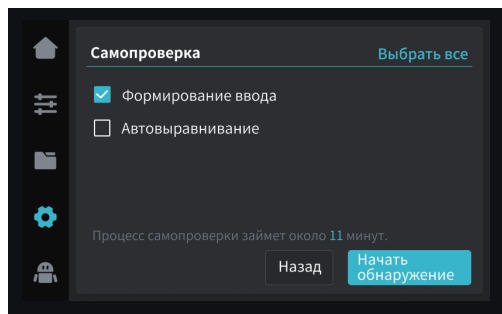 Самопроверка
Выбрать все
Формирование ввода
Автовыравнивание
Процесс самопроверки займет около 11 минут.
Назад
Начать
обнаружение